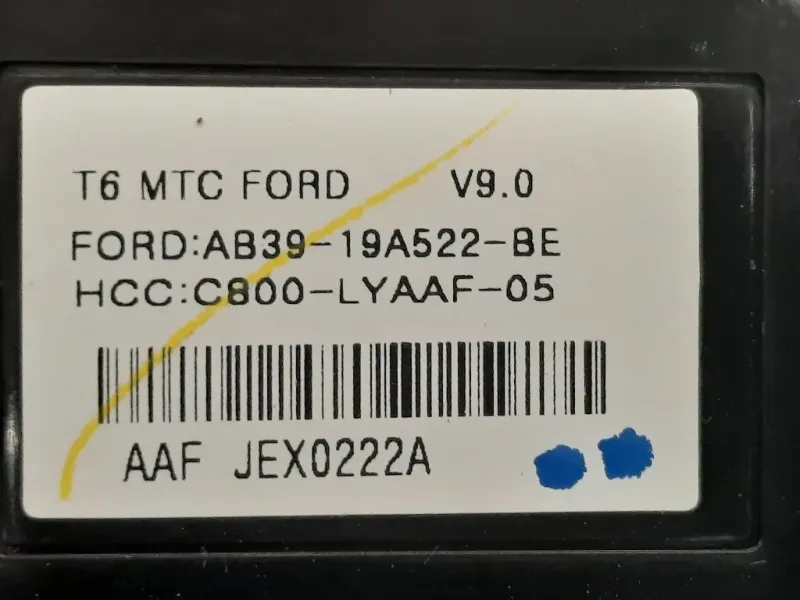 T6 MTC FORD V9.0
FORD:AB39-19A522-BE
HCC:C800-LYAAF-05
AAF JEX0222A